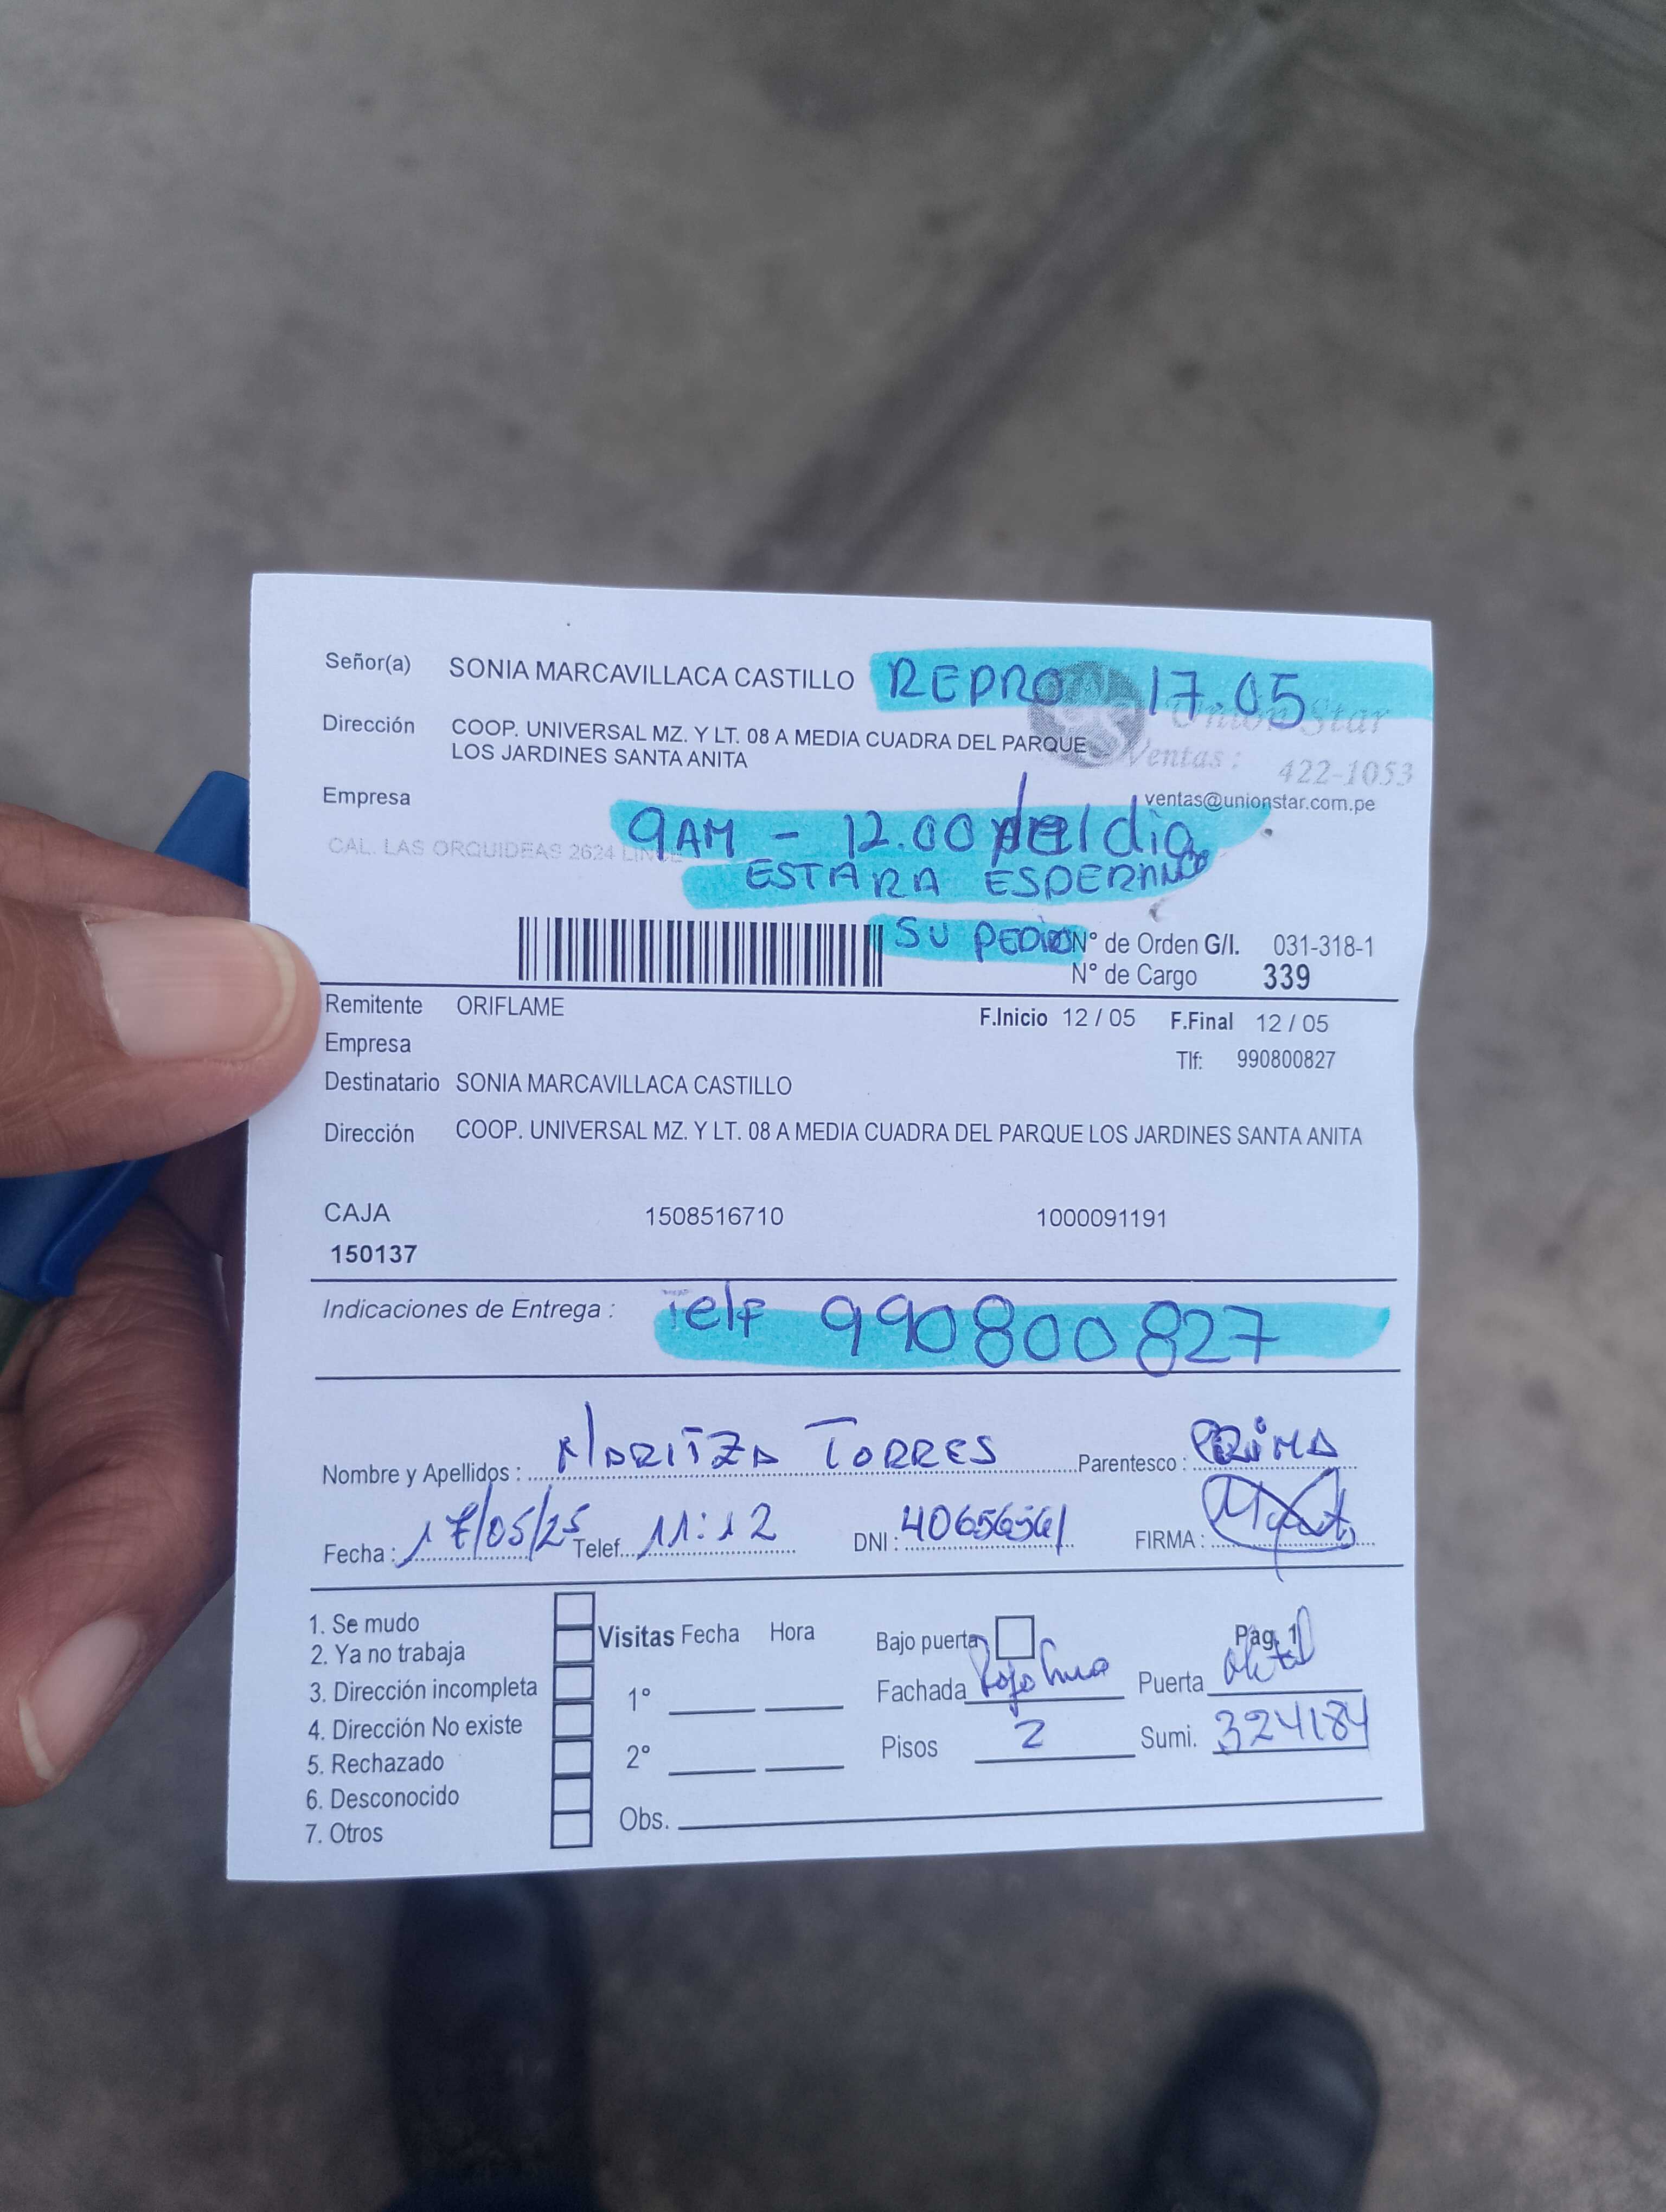 Señor(a) SONIA MARCAVILLACA CASTILLO REPRO 17.05
Union Star
Dirección COOP. UNIVERSAL MZ. Y LT. 08 A MEDIA CUADRA DEL PARQUE
LOS JARDINES SANTA ANITA
Ventas : 422-1053
Empresa ventas@unionstar.com.pe
9AM - 12.00 del dia
CAL. LAS ORQUIDEAS 2624 LINCE
ESTARA ESPERANDO
SU PEDIDO N° de Orden G/I. 031-318-1
N° de Cargo 339
Remitente ORIFLAME F.Inicio 12 / 05 F.Final 12 / 05
Empresa Tlf: 990800827
Destinatario SONIA MARCAVILLACA CASTILLO
Dirección COOP. UNIVERSAL MZ. Y LT. 08 A MEDIA CUADRA DEL PARQUE LOS JARDINES SANTA ANITA
CAJA 1508516710 1000091191
150137
Indicaciones de Entrega : Telf 990800827
Nombre y Apellidos : MARITZA TORRES Parentesco : PRIMA
Fecha : 17/05/25 Telef. 11:12 DNI : 40656561 FIRMA :
1. Se mudo
2. Ya no trabaja
3. Dirección incompleta
4. Dirección No existe
5. Rechazado
6. Desconocido
7. Otros
Visitas Fecha Hora
1°
2°
Obs.
Bajo puerta Pag. 1
Fachada Rojo Puerta
Pisos 2 Sumi. 324184